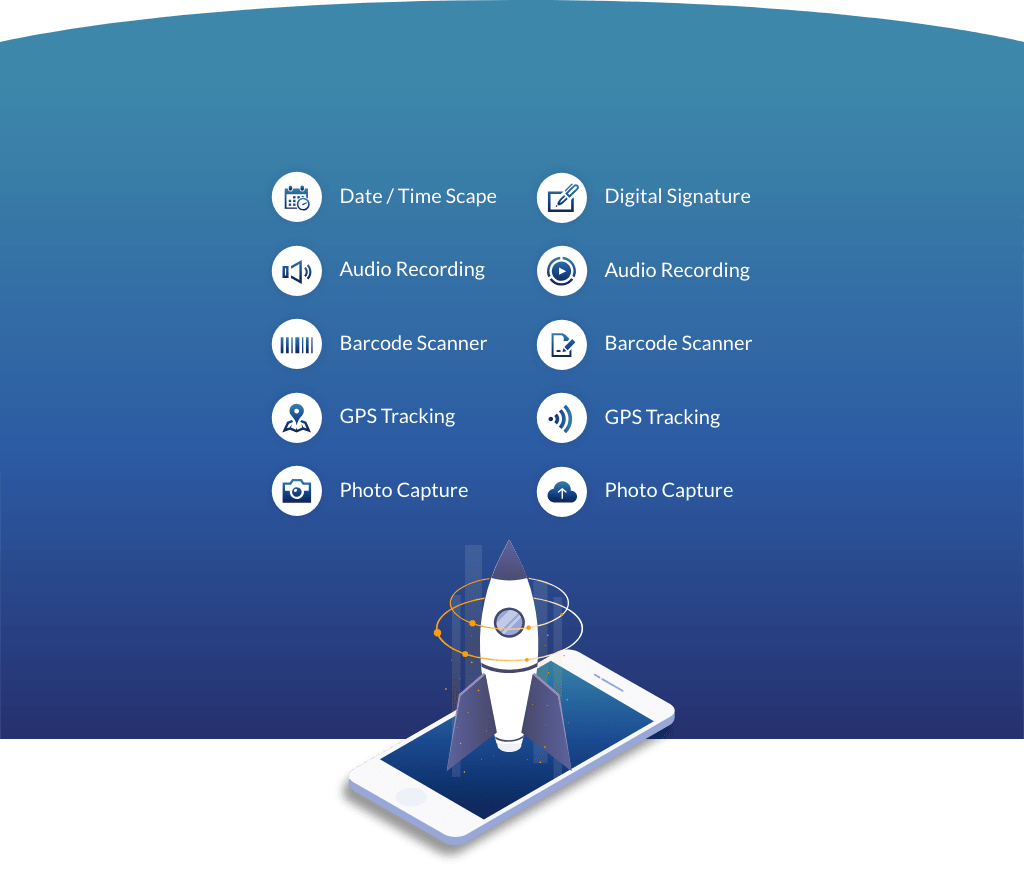 Date / Time Scape
Digital Signature
Audio Recording
Audio Recording
Barcode Scanner
Barcode Scanner
GPS Tracking
GPS Tracking
Photo Capture
Photo Capture